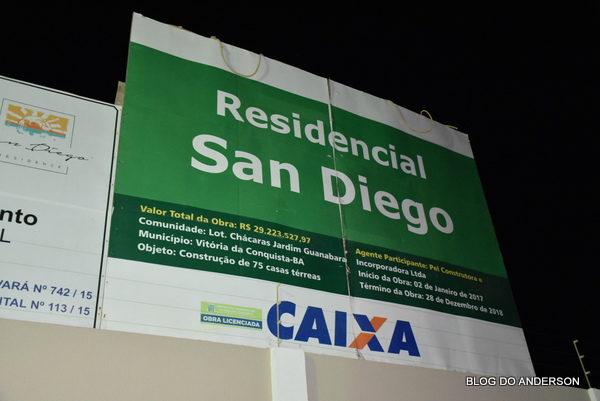 Residencial
San Diego
Valor Total da Obra: R$ 29.223.527,97
Comunidade: Lot. Chácaras Jardim Guanabara
Município: Vitória da Conquista-BA
Objeto: Construção de 75 casas térreas
Agente Participante: Pel Construtora e
Incorporadora Ltda
Início da Obra: 02 de Janeiro de 2017
Término da Obra: 28 de Dezembro de 2018
OBRA LICENCIADA
CAIXA
Diego
nto
L
VARÁ Nº 742 / 15
ITAL Nº 113 / 15
BLOG DO ANDERSON